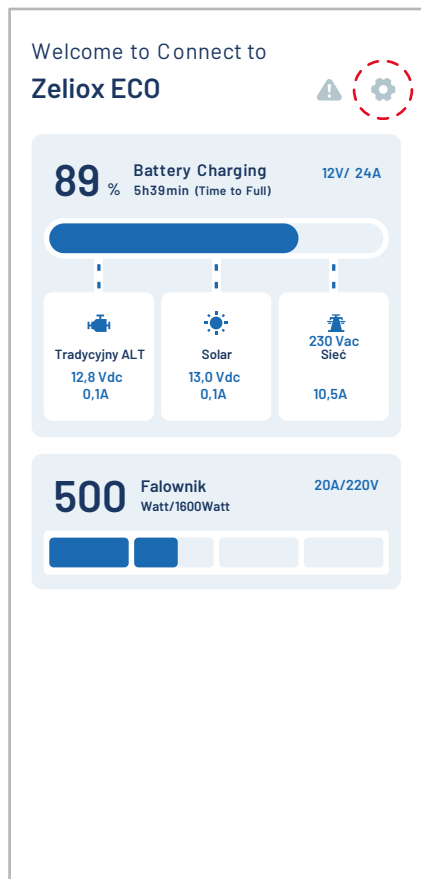 Welcome to Connect to
Zeliox ECO
89 %
Battery Charging
5h39min (Time to Full)
12V/ 24A
Tradycyjny ALT
12,8 Vdc
0,1A
Solar
13,0 Vdc
0,1A
230 Vac
Sieć
10,5A
500
Falownik
Watt/1600Watt
20A/220V